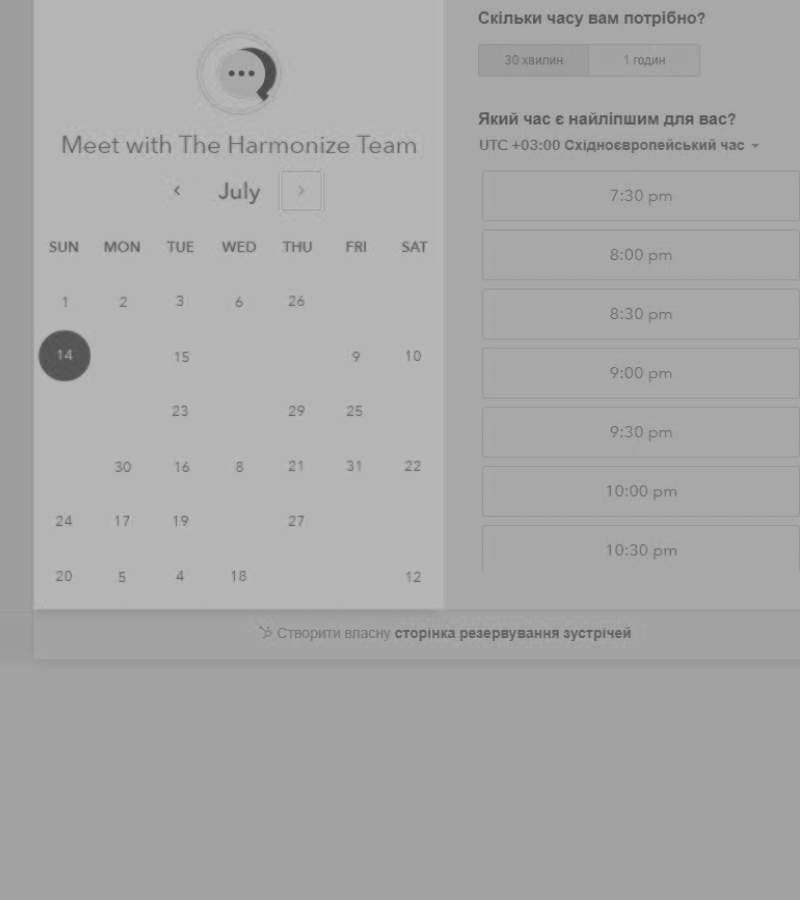 Meet with The Harmonize Team
July
SUN MON TUE WED THU FRI SAT
1 2 3 6 26
14 15 9 10
23 29 25
30 16 8 21 31 22
24 17 19 27
20 5 4 18 12
Скільки часу вам потрібно?
30 хвилин 1 годин
Який час є найліпшим для вас?
UTC +03:00 Східноєвропейський час
7:30 pm
8:00 pm
8:30 pm
9:00 pm
9:30 pm
10:00 pm
10:30 pm
Створити власну сторінка резервування зустрічей